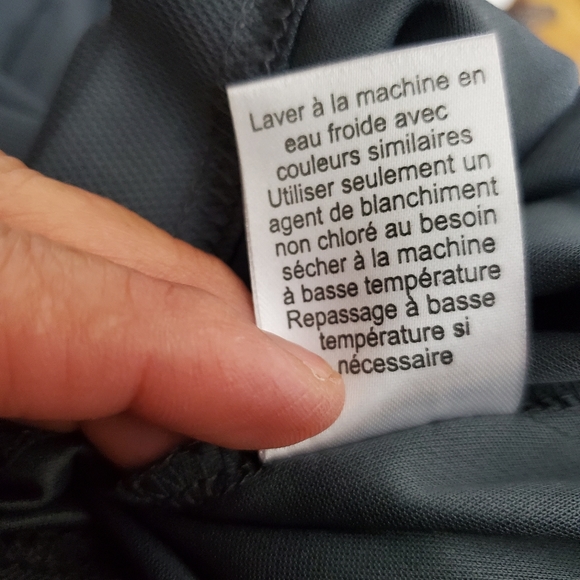 Laver à la machine en
eau froide avec
couleurs similaires
Utiliser seulement un
agent de blanchiment
non chloré au besoin
sécher à la machine
à basse température
Repassage à basse
température si
nécessaire